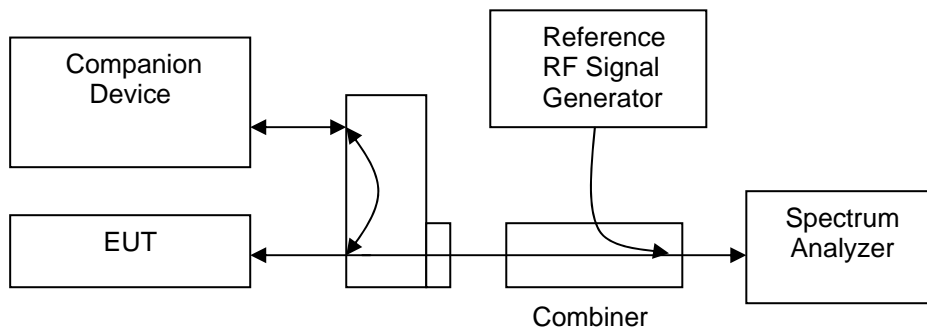 Companion
Device
Reference
RF Signal
Generator
EUT
Spectrum
Analyzer
Combiner